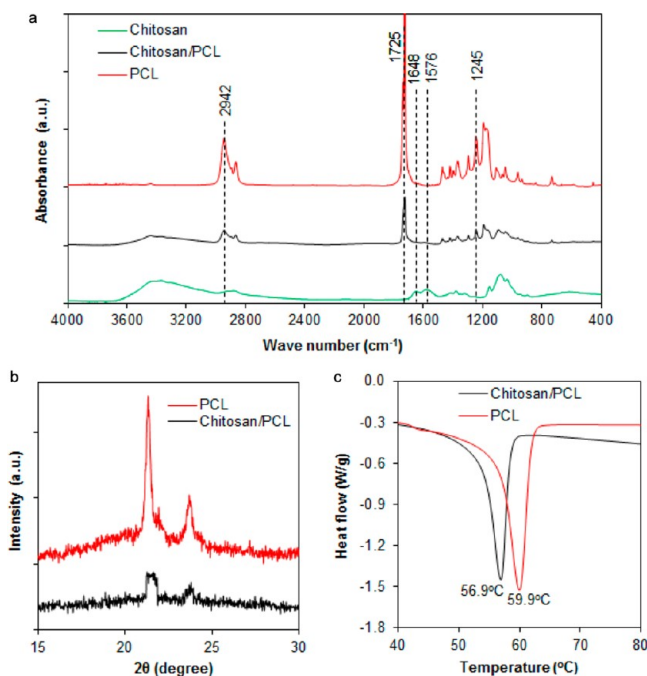 a
Chitosan
Chitosan/PCL
PCL
2942
1725
1648
1576
1245
Absorbance (a.u.)
4000 3200 2400 1600 1200 800 400
Wave number (cm⁻¹)
b
PCL
Chitosan/PCL
Intensity (a.u.)
15 20 25 30
2θ (degree)
c
Chitosan/PCL
PCL
0.0
-0.3
-0.6
-0.9
-1.2
-1.5
-1.8
Heat flow (W/g)
56.9ºC
59.9ºC
40 50 60 70 80
Temperature (ºC)